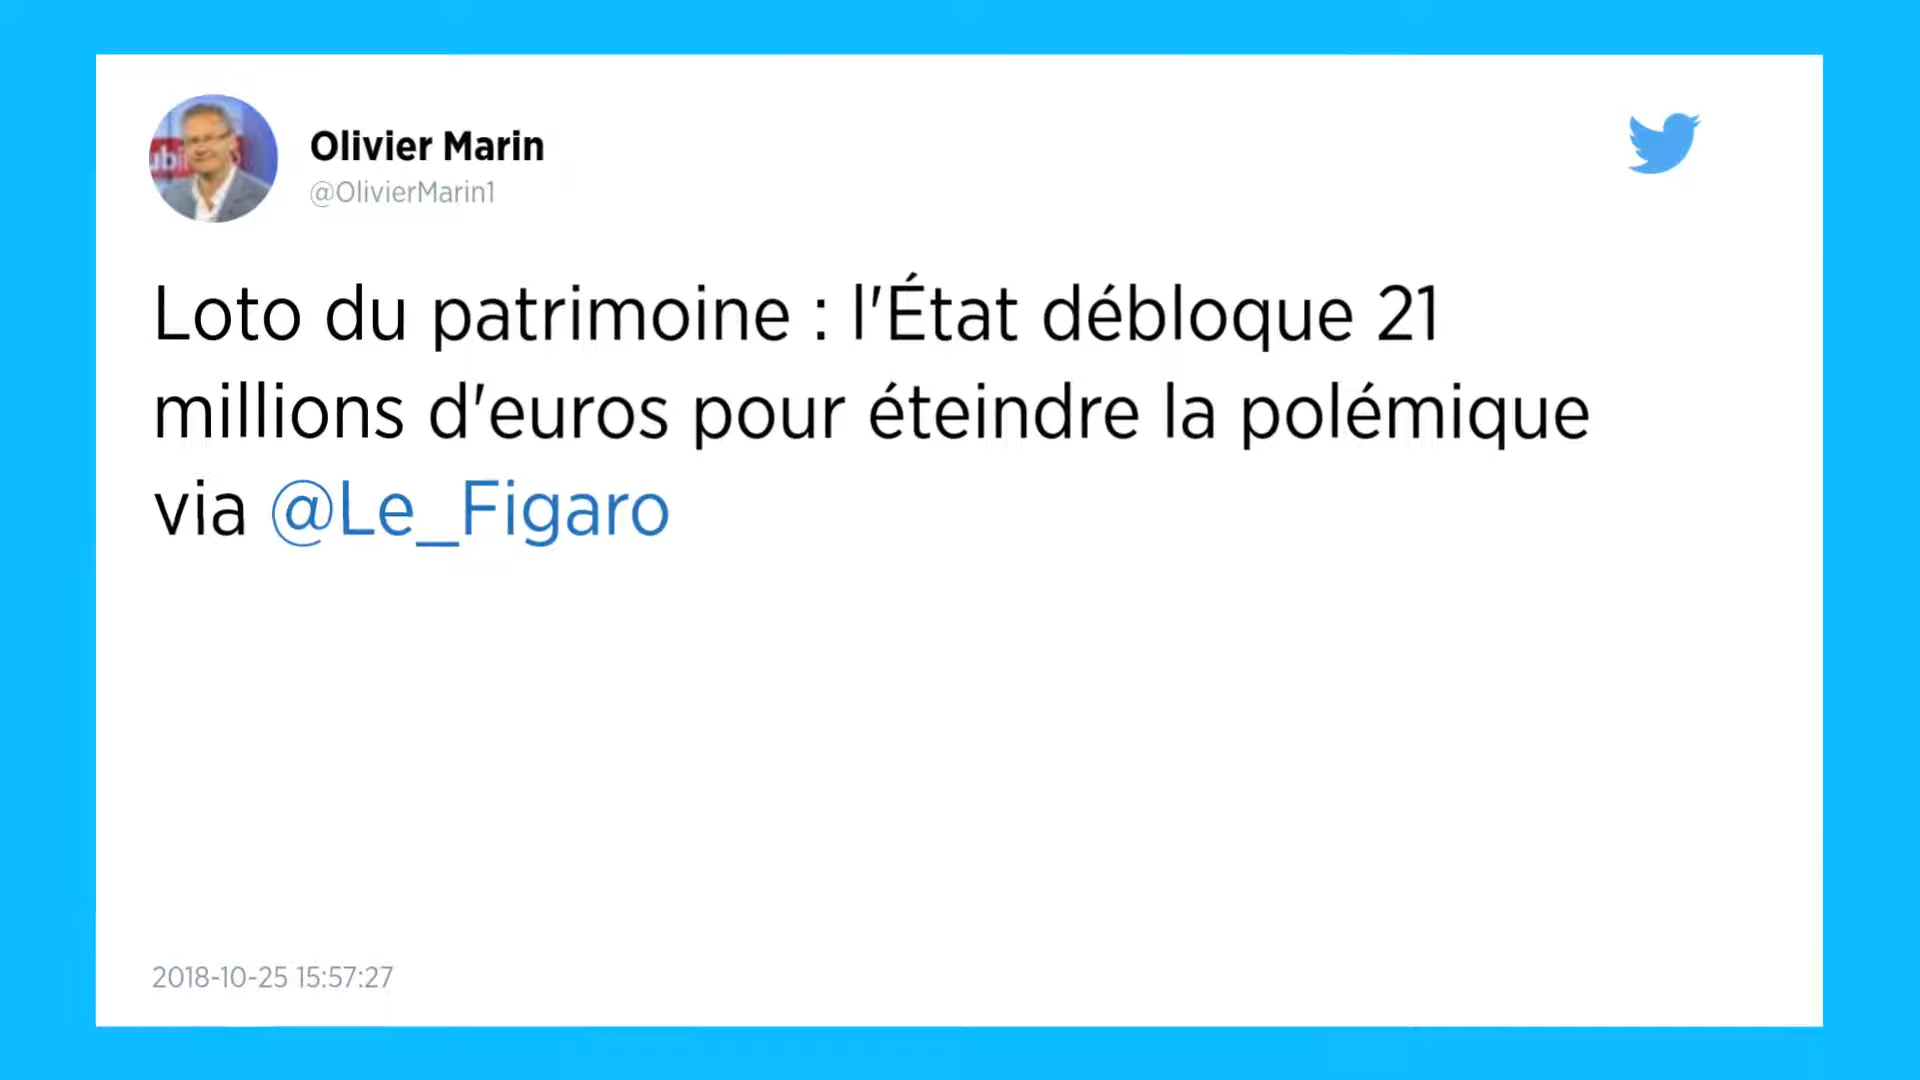 Olivier Marin
@OlivierMarin1
Loto du patrimoine : l'État débloque 21
millions d'euros pour éteindre la polémique
via @Le_Figaro
2018-10-25 15:57:27